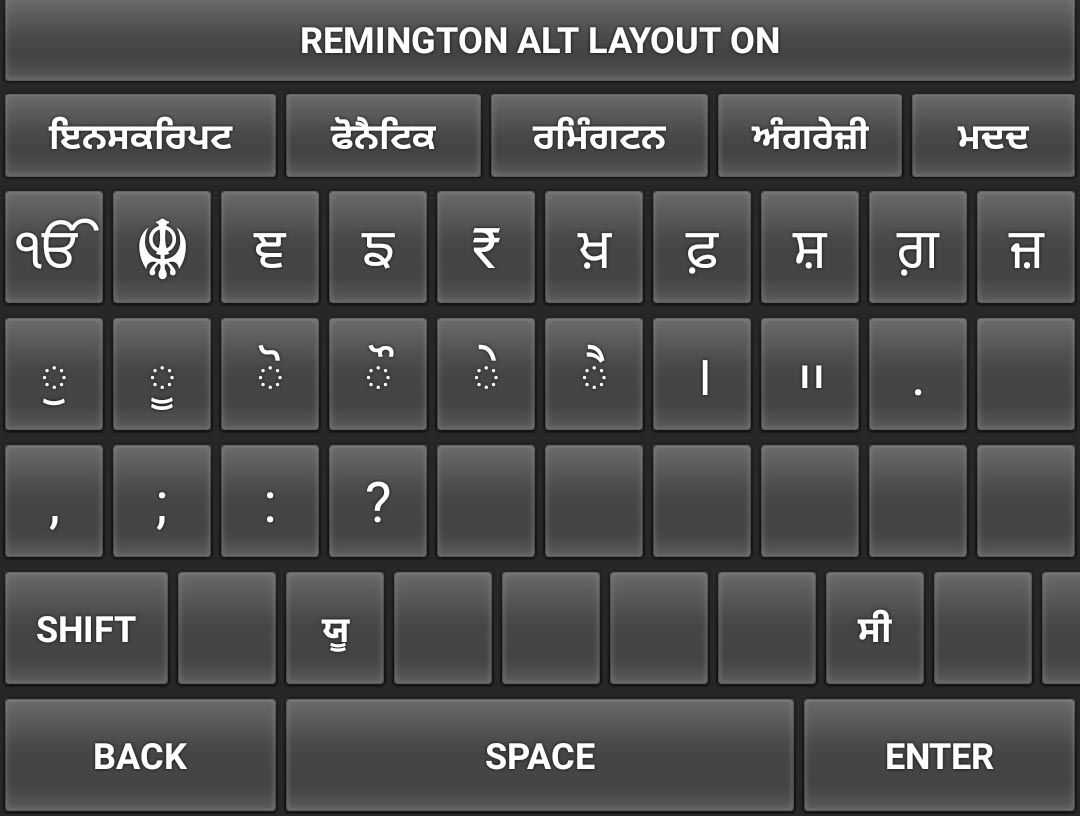 REMINGTON ALT LAYOUT ON
ਇਨਸਕਰਿਪਟ ਫੋਨੈਟਿਕ ਰਮਿੰਗਟਨ ਅੰਗਰੇਜ਼ੀ ਮਦਦ
ੴ ☬ ਞ ਙ ₹ ਖ਼ ਫ਼ ਸ਼ ਗ਼ ਜ਼
◌ੁ ◌ੂ ◌ੋ ◌ੌ ◌ੇ ◌ੈ । ॥ .
, ; : ?
SHIFT ਯੂ ਸੀ
BACK SPACE ENTER